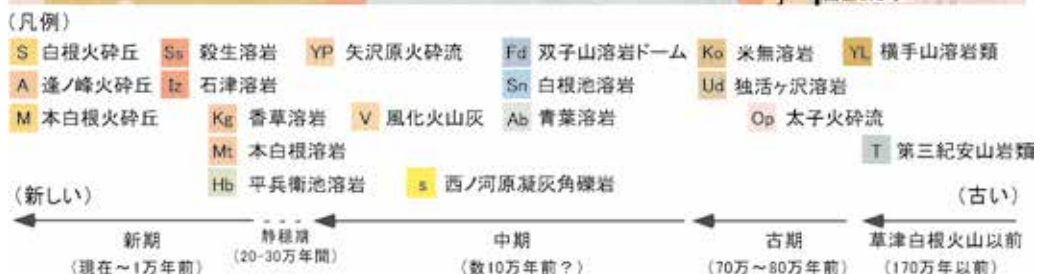 (凡例)
S 白根火砕丘 Ss 殺生溶岩 YP 矢沢原火砕流 Fd 双子山溶岩ドーム Ko 米無溶岩 YL 横手山溶岩類
A 逢ノ峰火砕丘 Iz 石津溶岩 Sn 白根池溶岩 Ud 独活ヶ沢溶岩
M 本白根火砕丘 Kg 香草溶岩 V 風化火山灰 Ab 青葉溶岩 Op 太子火砕流
Mt 本白根溶岩 T 第三紀安山岩類
Hb 平兵衛池溶岩 s 西ノ河原凝灰角礫岩
(新しい) (古い)
新期 静穏期 中期 古期 草津白根火山以前
(現在～1万年前) (20-30万年間) (数10万年前?) (70万～80万年前) (170万年以前)